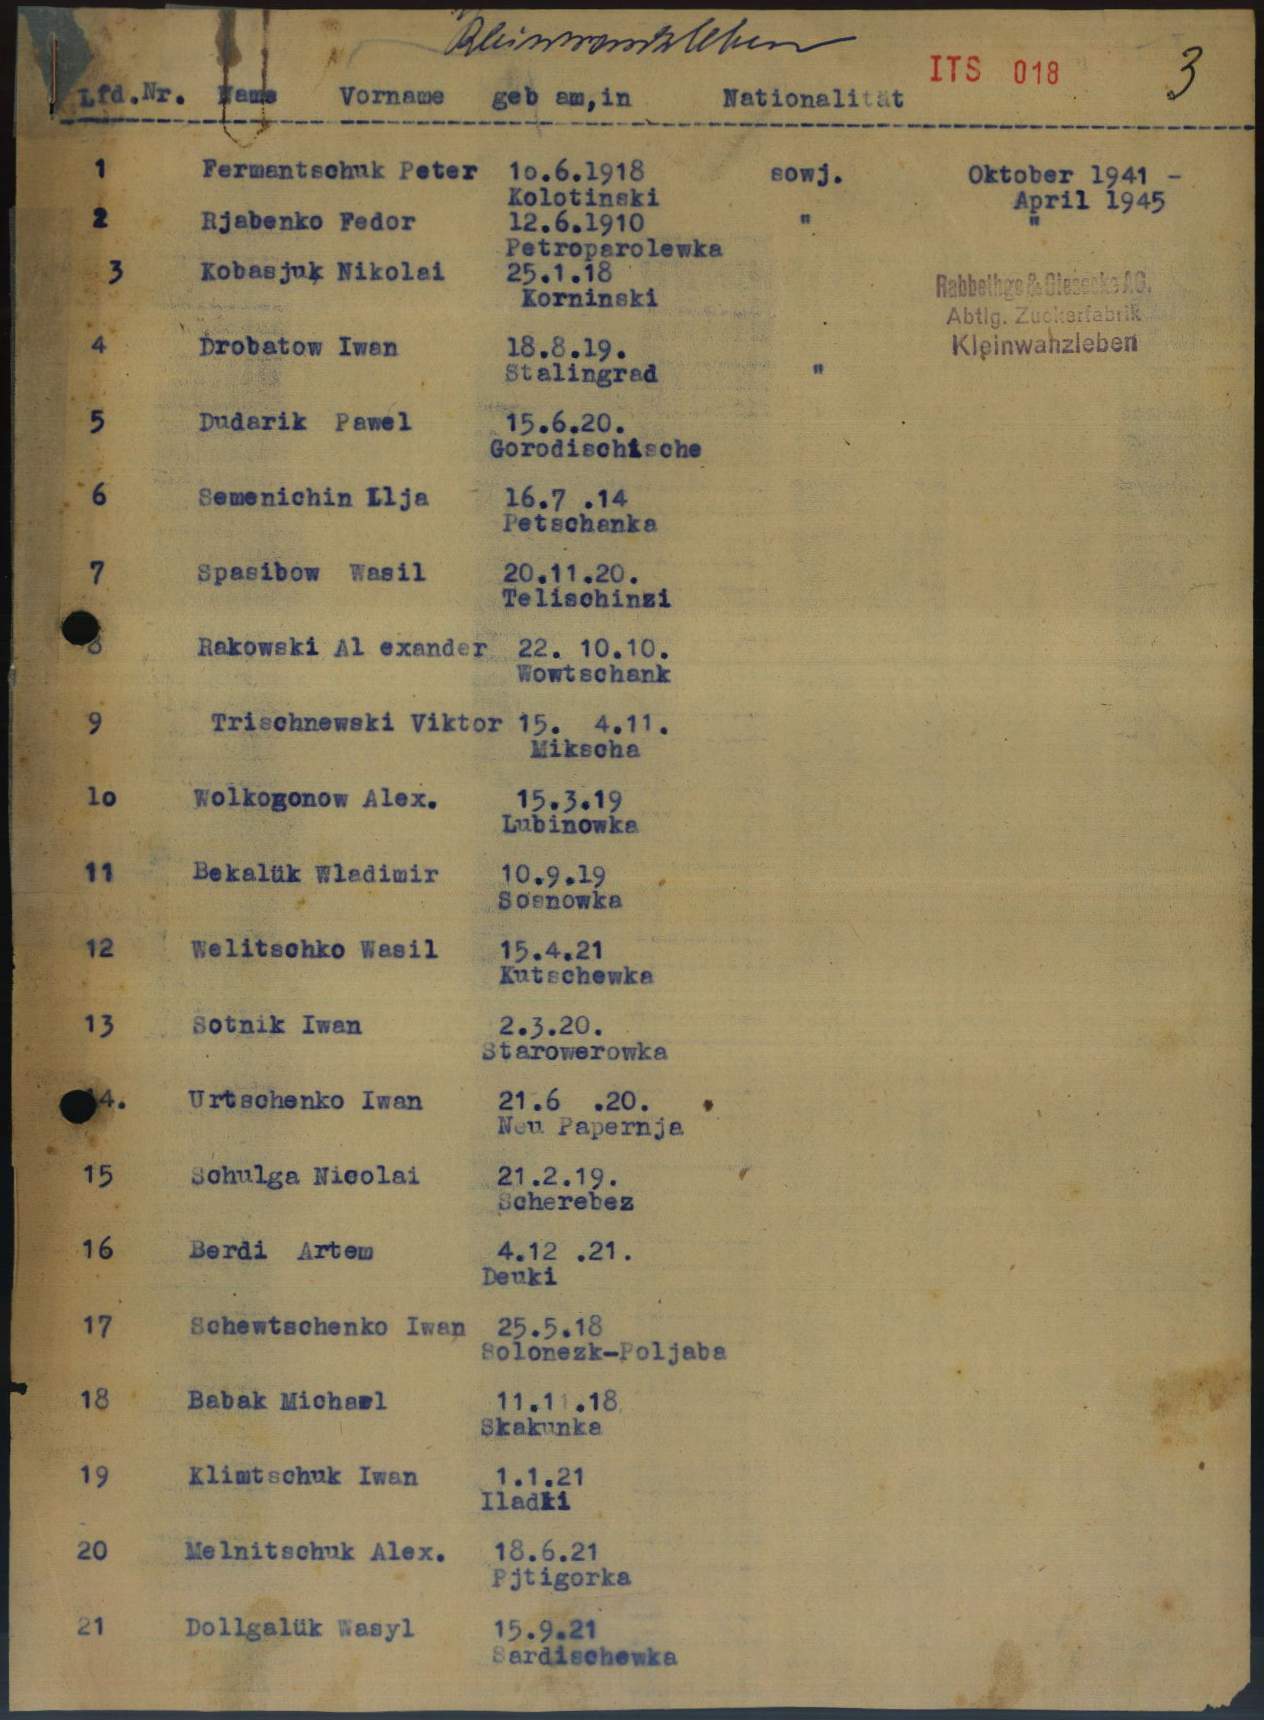 Kleinwanzleben
ITS 018
3
Lfd.Nr. Name Vorname geb am,in Nationalität
1 Fermantschuk Peter 1o.6.1918 sowj. Oktober 1941 -
Kolotinski April 1945
2 Rjabenko Fedor 12.6.1910 " "
Petroparolewka
3 Kobasjuk Nikolai 25.1.18
Korninski
Rabbethge & Giesecke AG.
Abtlg. Zuckerfabrik
Kleinwanzleben
4 Drobatow Iwan 18.8.19.
Stalingrad "
5 Dudarik Pawel 15.6.20.
Gorodischische
6 Semenichin Ilja 16.7 .14
Petschanka
7 Spasibow Wasil 20.11.20.
Telischinzi
8 Rakowski Al exander 22. 10.10.
Wowtschank
9 Trischnewski Viktor 15. 4.11.
Mikscha
1o Wolkogonow Alex. 15.3.19
Lubinowka
11 Bekalük Wladimir 10.9.19
Sosnowka
12 Welitschko Wasil 15.4.21
Kutschewka
13 Sotnik Iwan 2.3.20.
Starowerowka
14. Urtschenko Iwan 21.6 .20.
Neu Papernja
15 Schulga Nicolai 21.2.19.
Scherebez
16 Berdi Artem 4.12 .21.
Deuki
17 Schewtschenko Iwan 25.5.18
Solonezk-Poljaba
18 Babak Michael 11.11.18
Skakunka
19 Klimtschuk Iwan 1.1.21
Iladki
20 Melnitschuk Alex. 18.6.21
Pjtigorka
21 Dollgalük Wasyl 15.9.21
Sardischewka